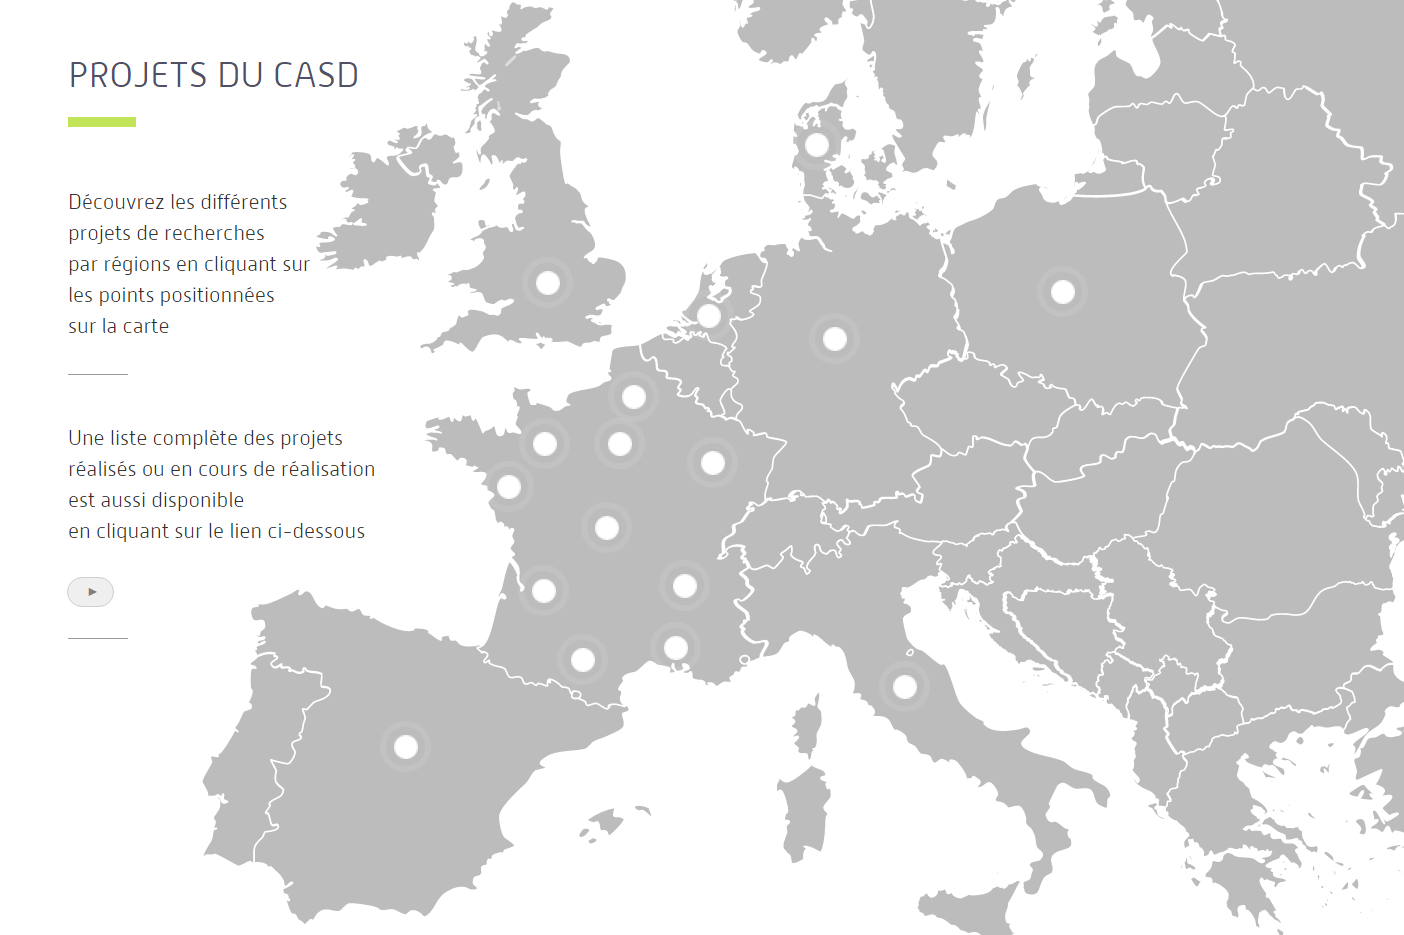 PROJETS DU CASD
Découvrez les différents
projets de recherches
par régions en cliquant sur
les points positionnées
sur la carte
Une liste complète des projets
réalisés ou en cours de réalisation
est aussi disponible
en cliquant sur le lien ci-dessous